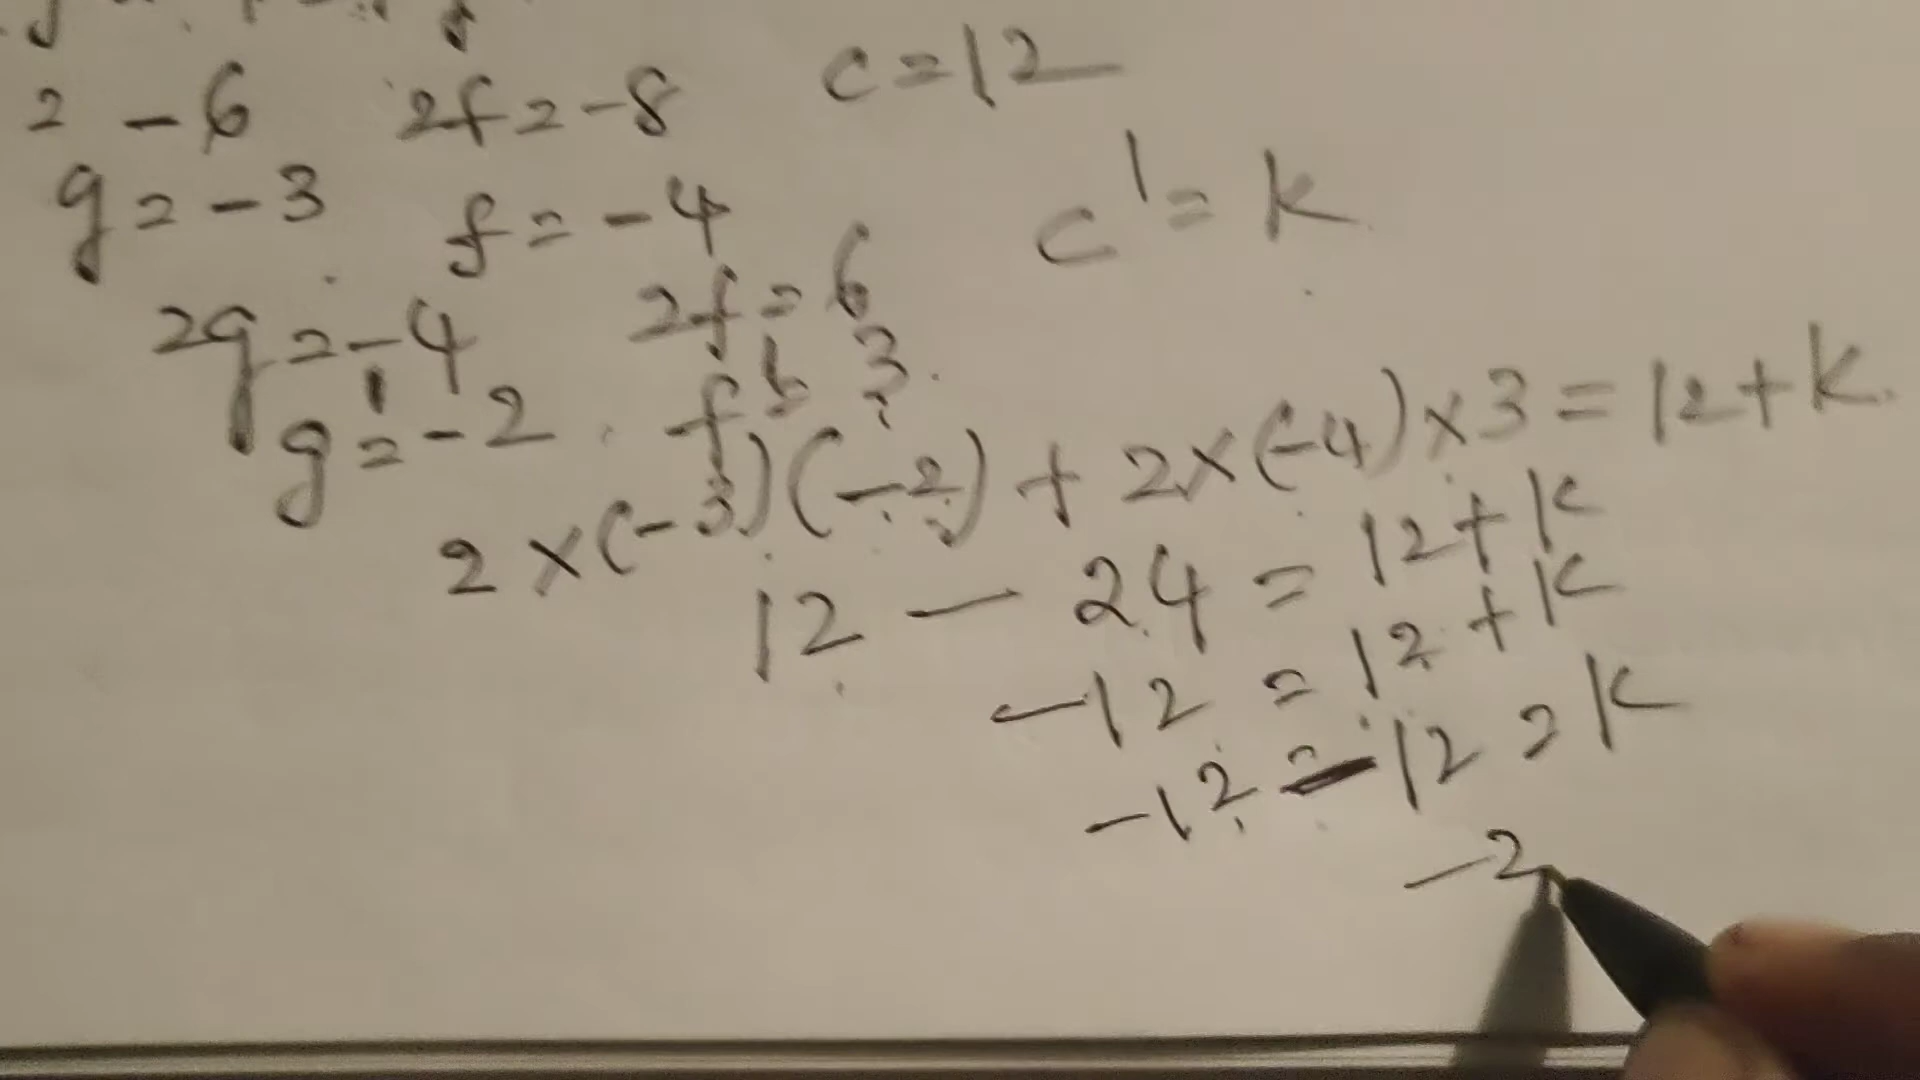 2 - 6 2f = -8 c = 12
g = -3 f = -4 c' = k
2g = -4 2f = 6
g' = -2 f' = 3
2 × (-3)(-2) + 2 × (-4) × 3 = 12 + k
12 - 24 = 12 + k
-12 = 12 + k
-12 - 12 = k
-2